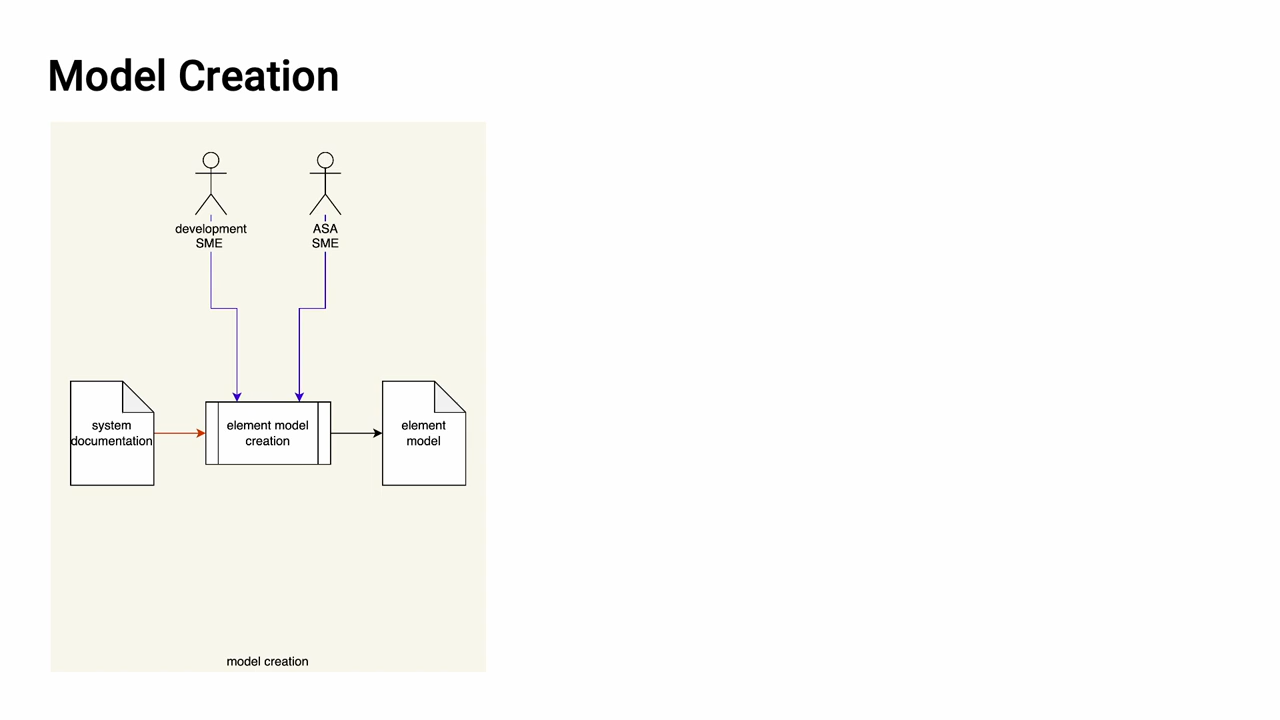 Model Creation
development
SME
ASA
SME
system
documentation
element model
creation
element
model
model creation